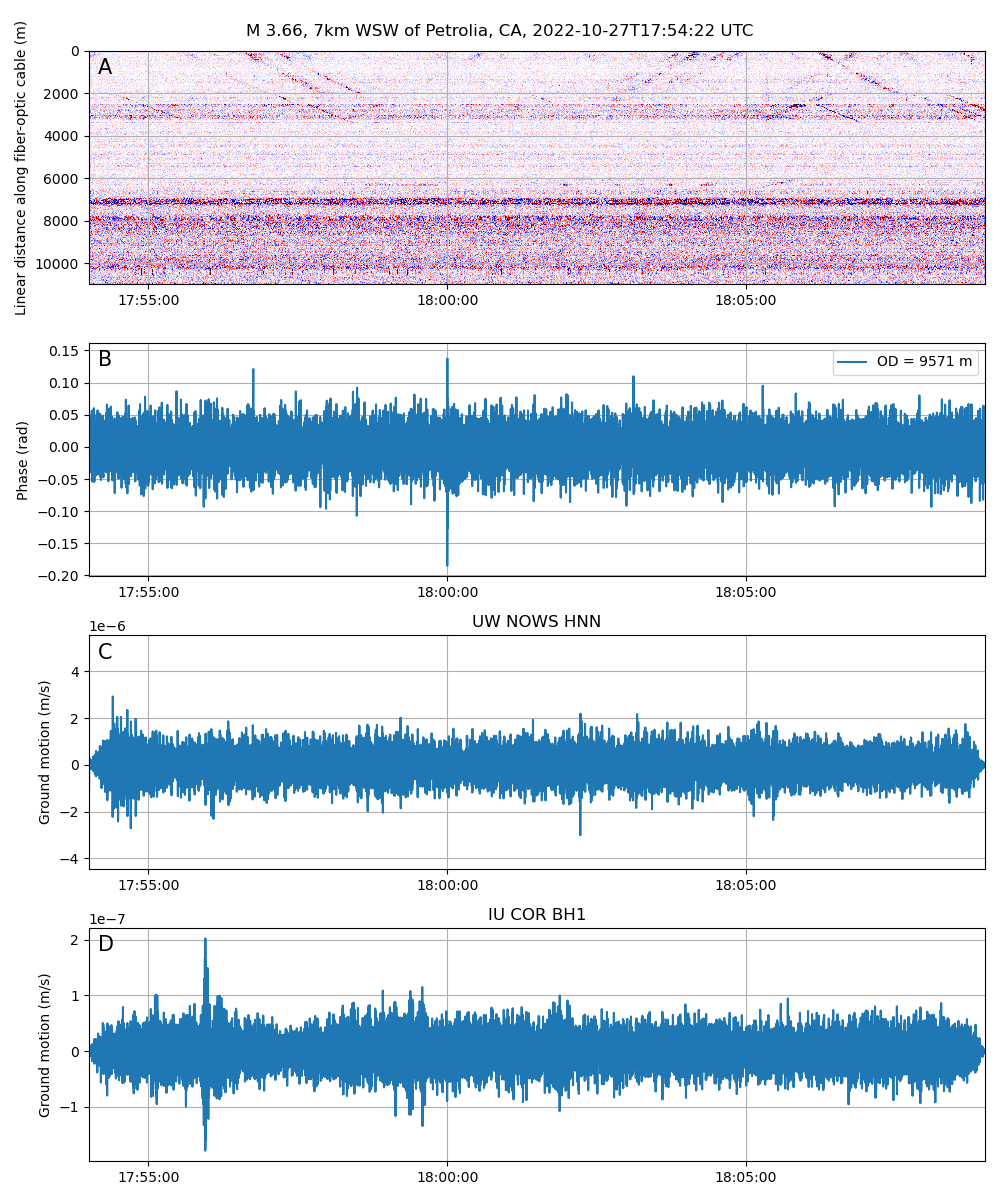 M 3.66, 7km WSW of Petrolia, CA, 2022-10-27T17:54:22 UTC
Linear distance along fiber-optic cable (m)
A
0
2000
4000
6000
8000
10000
17:55:00 18:00:00 18:05:00
B
OD = 9571 m
Phase (rad)
0.15
0.10
0.05
0.00
−0.05
−0.10
−0.15
−0.20
17:55:00 18:00:00 18:05:00
UW NOWS HNN
1e−6
C
Ground motion (m/s)
4
2
0
−2
−4
17:55:00 18:00:00 18:05:00
IU COR BH1
1e−7
D
Ground motion (m/s)
2
1
0
−1
17:55:00 18:00:00 18:05:00